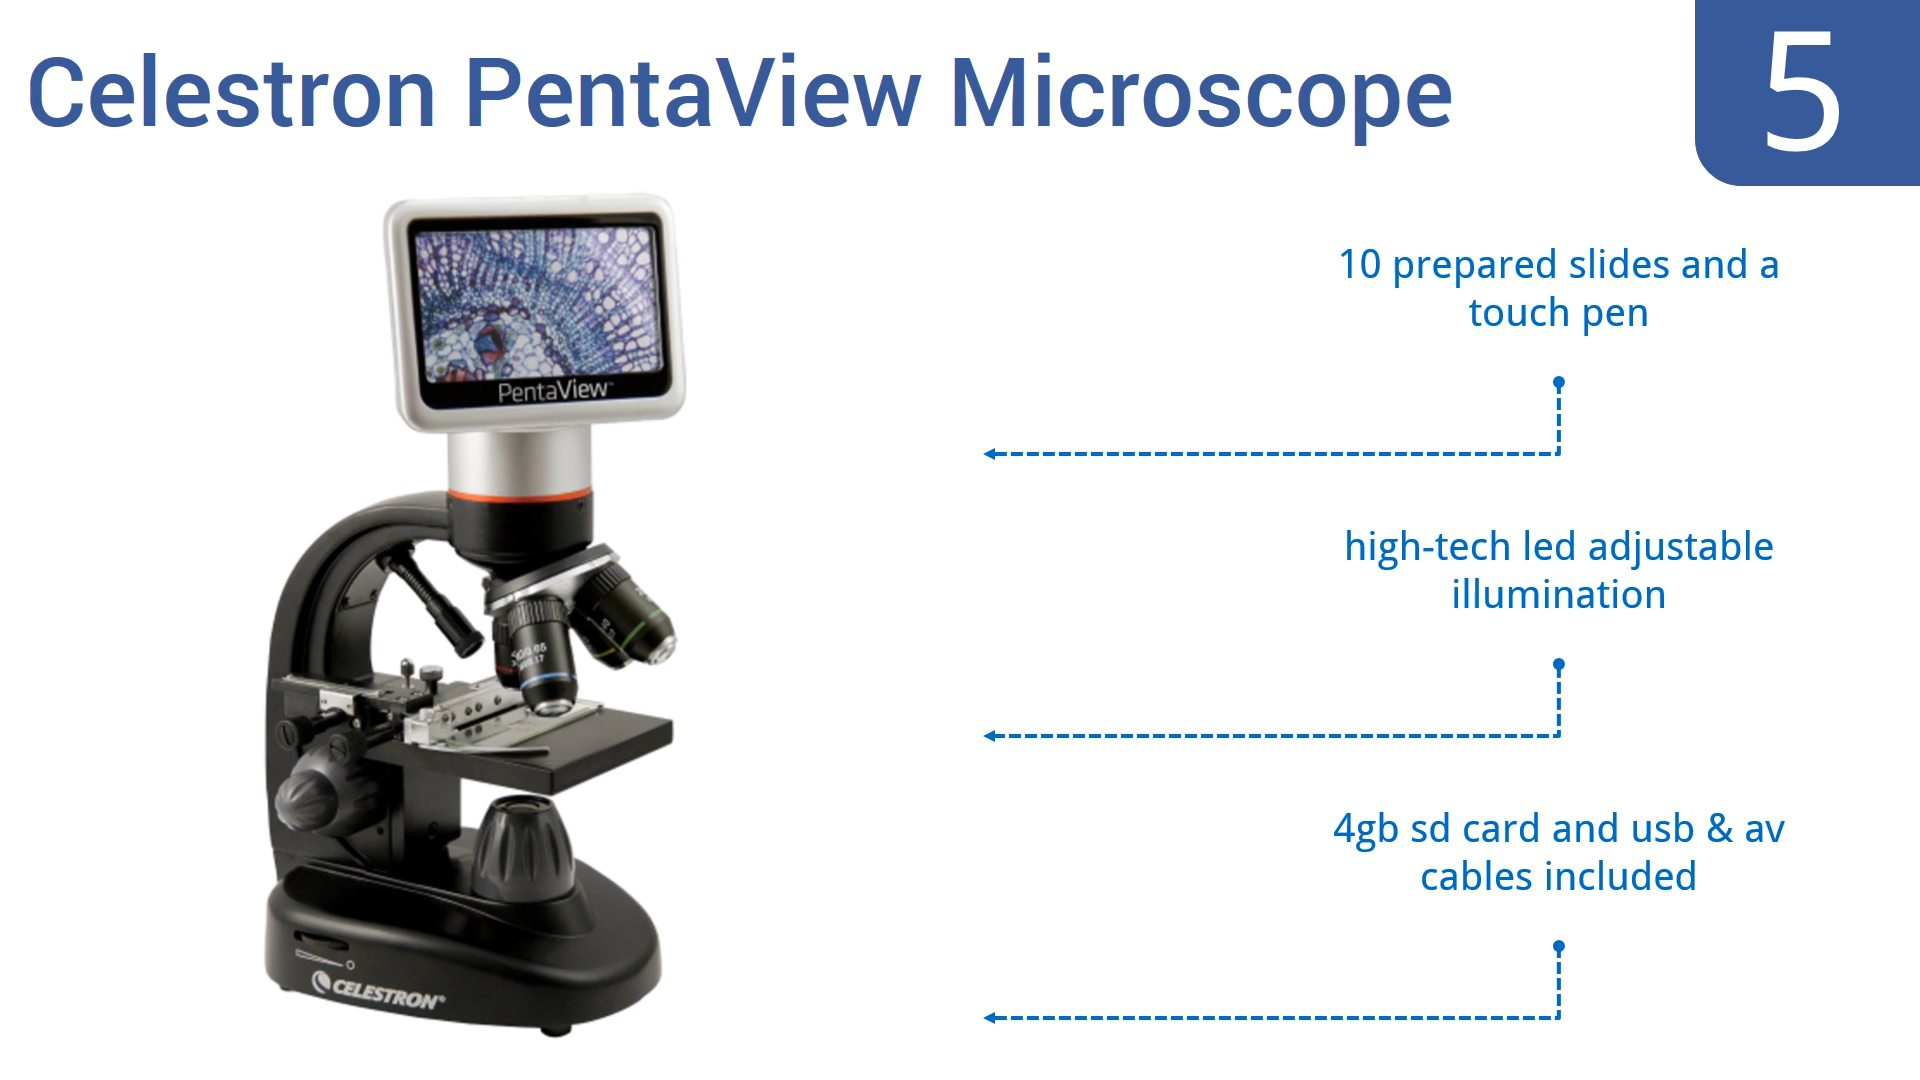 Celestron PentaView Microscope
5
10 prepared slides and a
touch pen
PentaView™
high-tech led adjustable
illumination
4gb sd card and usb & av
cables included
CELESTRON®